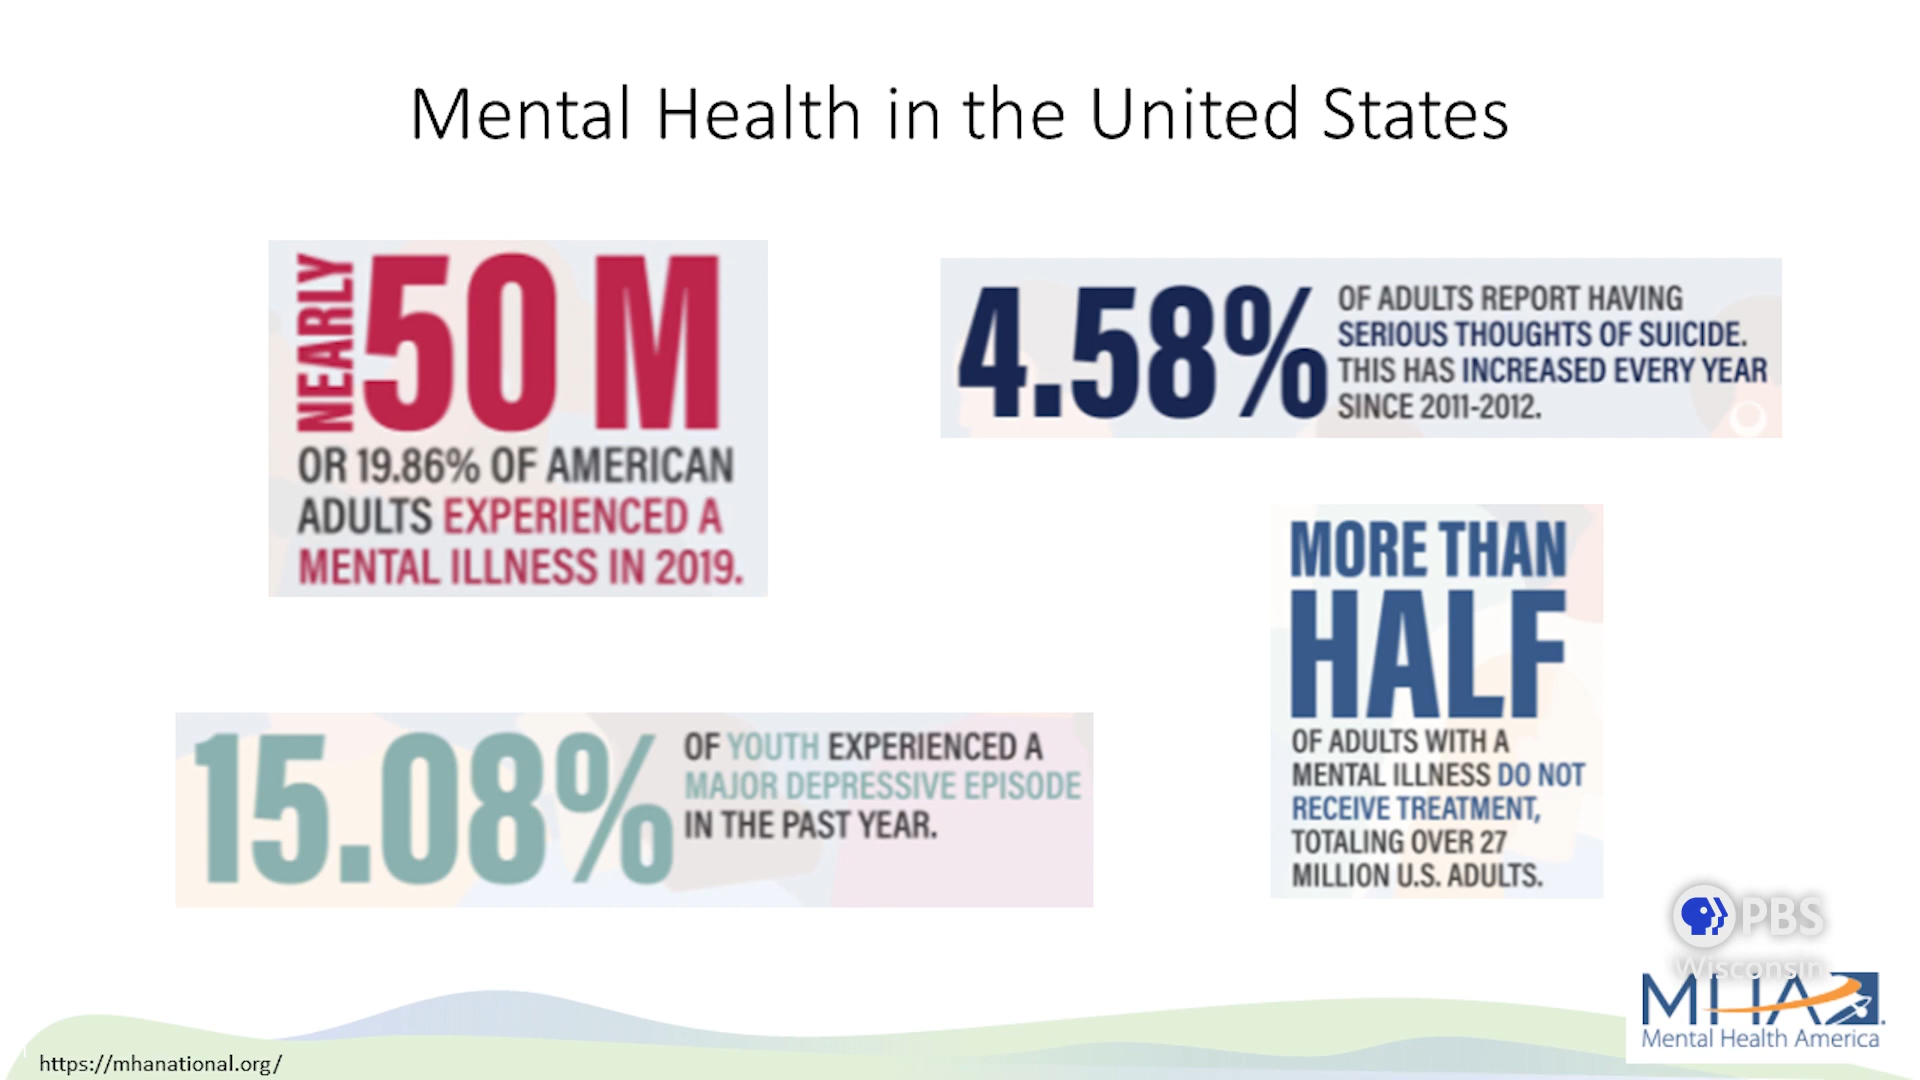 Mental Health in the United States
NEARLY
50 M
OR 19.86% OF AMERICAN
ADULTS EXPERIENCED A
MENTAL ILLNESS IN 2019.
4.58%
OF ADULTS REPORT HAVING
SERIOUS THOUGHTS OF SUICIDE.
THIS HAS INCREASED EVERY YEAR
SINCE 2011-2012.
15.08%
OF YOUTH EXPERIENCED A
MAJOR DEPRESSIVE EPISODE
IN THE PAST YEAR.
MORE THAN
HALF
OF ADULTS WITH A
MENTAL ILLNESS DO NOT
RECEIVE TREATMENT,
TOTALING OVER 27
MILLION U.S. ADULTS.
PBS
Wisconsin
MHA
Mental Health America
https://mhanational.org/